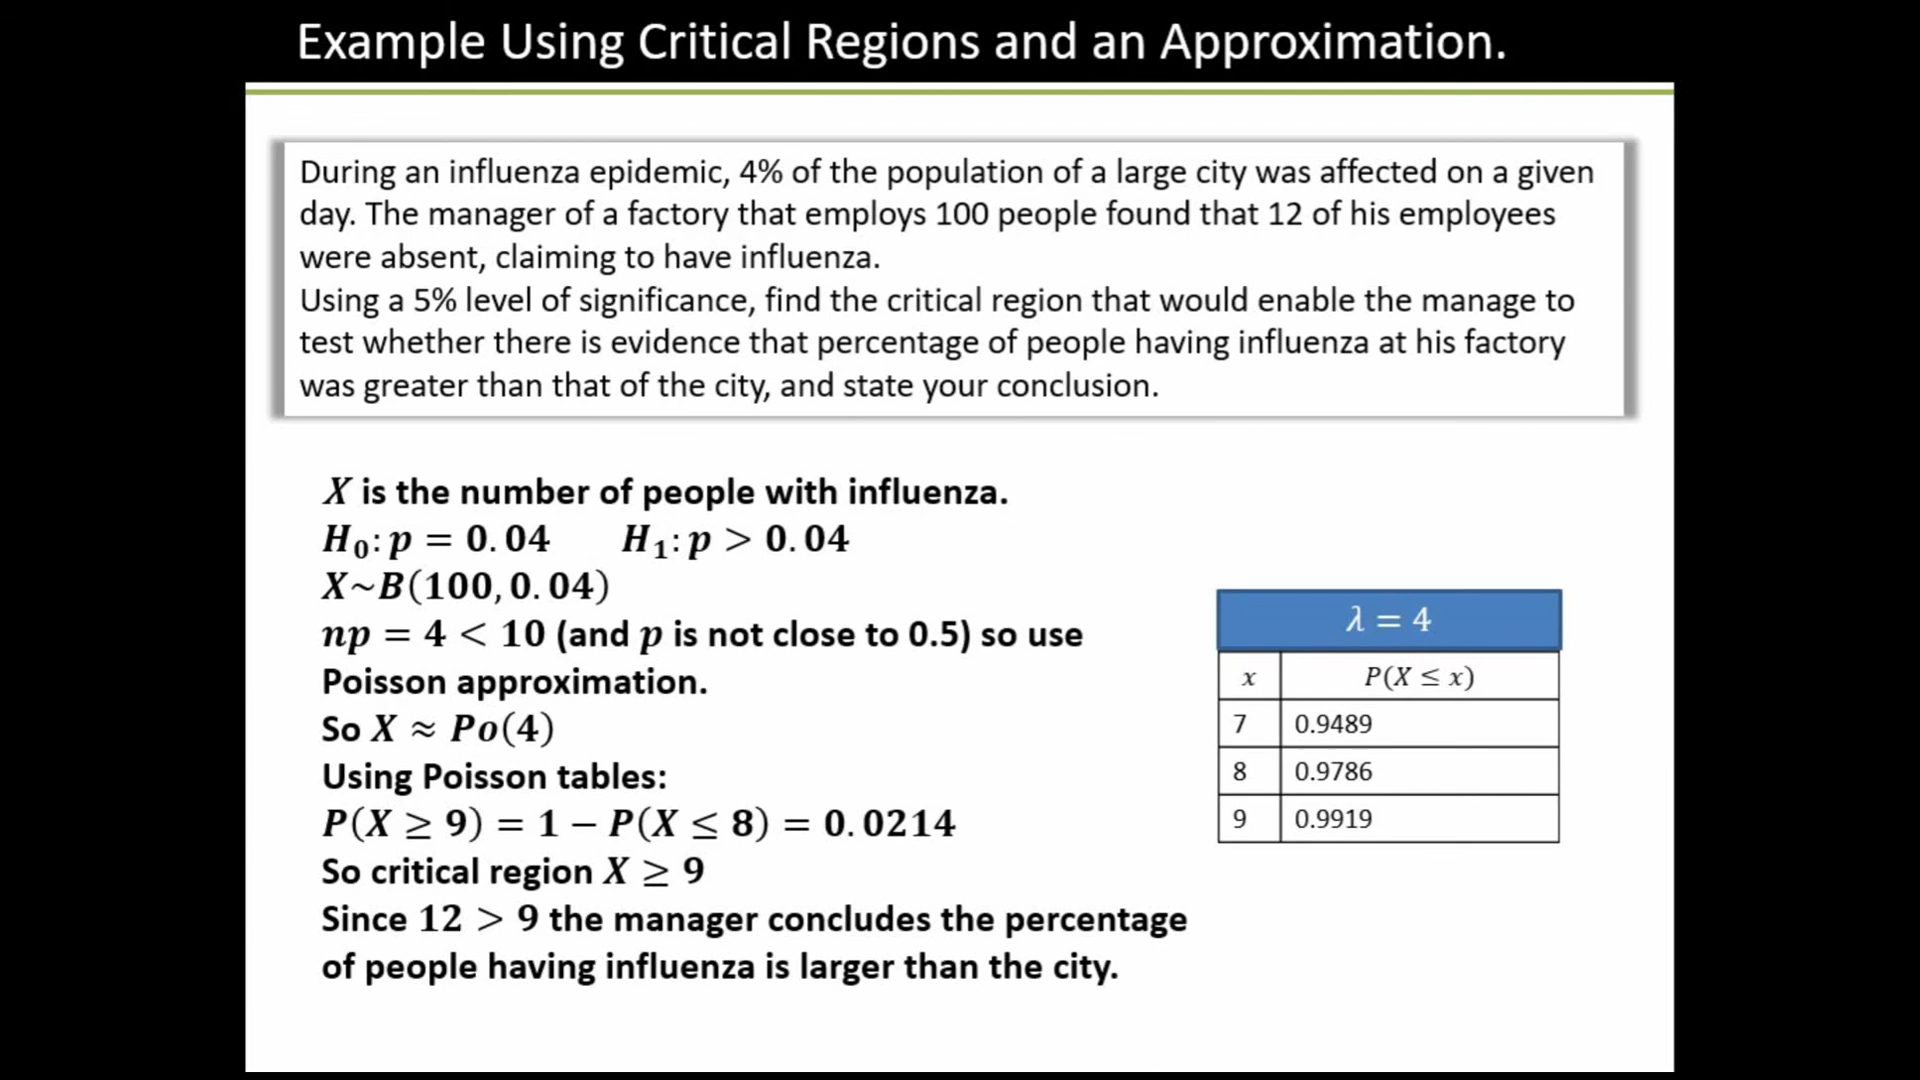 Example Using Critical Regions and an Approximation.
During an influenza epidemic, 4% of the population of a large city was affected on a given
day. The manager of a factory that employs 100 people found that 12 of his employees
were absent, claiming to have influenza.
Using a 5% level of significance, find the critical region that would enable the manage to
test whether there is evidence that percentage of people having influenza at his factory
was greater than that of the city, and state your conclusion.
X is the number of people with influenza.
H₀: p = 0.04 H₁: p > 0.04
X~B(100, 0.04)
np = 4 < 10 (and p is not close to 0.5) so use
Poisson approximation.
So X ≈ Po(4)
Using Poisson tables:
P(X ≥ 9) = 1 − P(X ≤ 8) = 0.0214
So critical region X ≥ 9
Since 12 > 9 the manager concludes the percentage
of people having influenza is larger than the city.
λ = 4
x P(X ≤ x)
7 0.9489
8 0.9786
9 0.9919